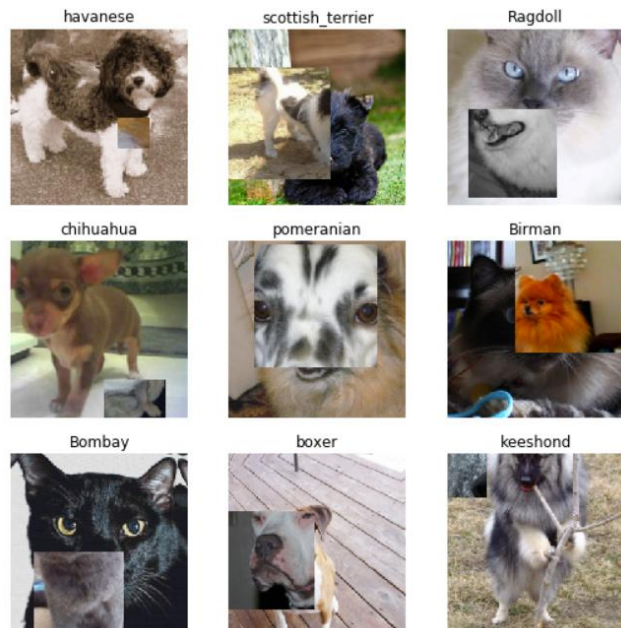 havanese
scottish_terrier
Ragdoll
chihuahua
pomeranian
Birman
Bombay
boxer
keeshond